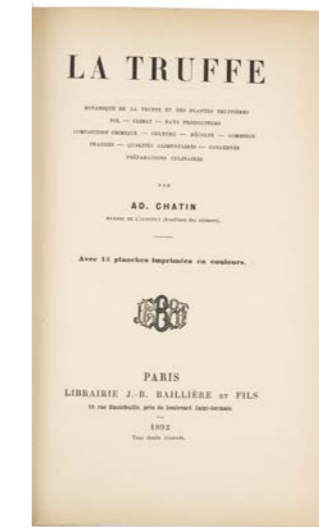 LA TRUFFE
BOTANIQUE DE LA TRUFFE ET DES PLANTES TRUFFIÈRES
SOL — CLIMAT — PAYS PRODUCTEURS
COMPOSITION CHIMIQUE — CULTURE — RÉCOLTE — COMMERCE
FRAUDES — QUALITÉS ALIMENTAIRES — CONSERVES
PRÉPARATIONS CULINAIRES
PAR
AD. CHATIN
MEMBRE DE L'INSTITUT (Académie des sciences).
Avec 15 planches imprimées en couleurs.
PARIS
LIBRAIRIE J.-B. BAILLIÈRE ET FILS
19, rue Hautefeuille, près du boulevard Saint-Germain
1892
Tous droits réservés.